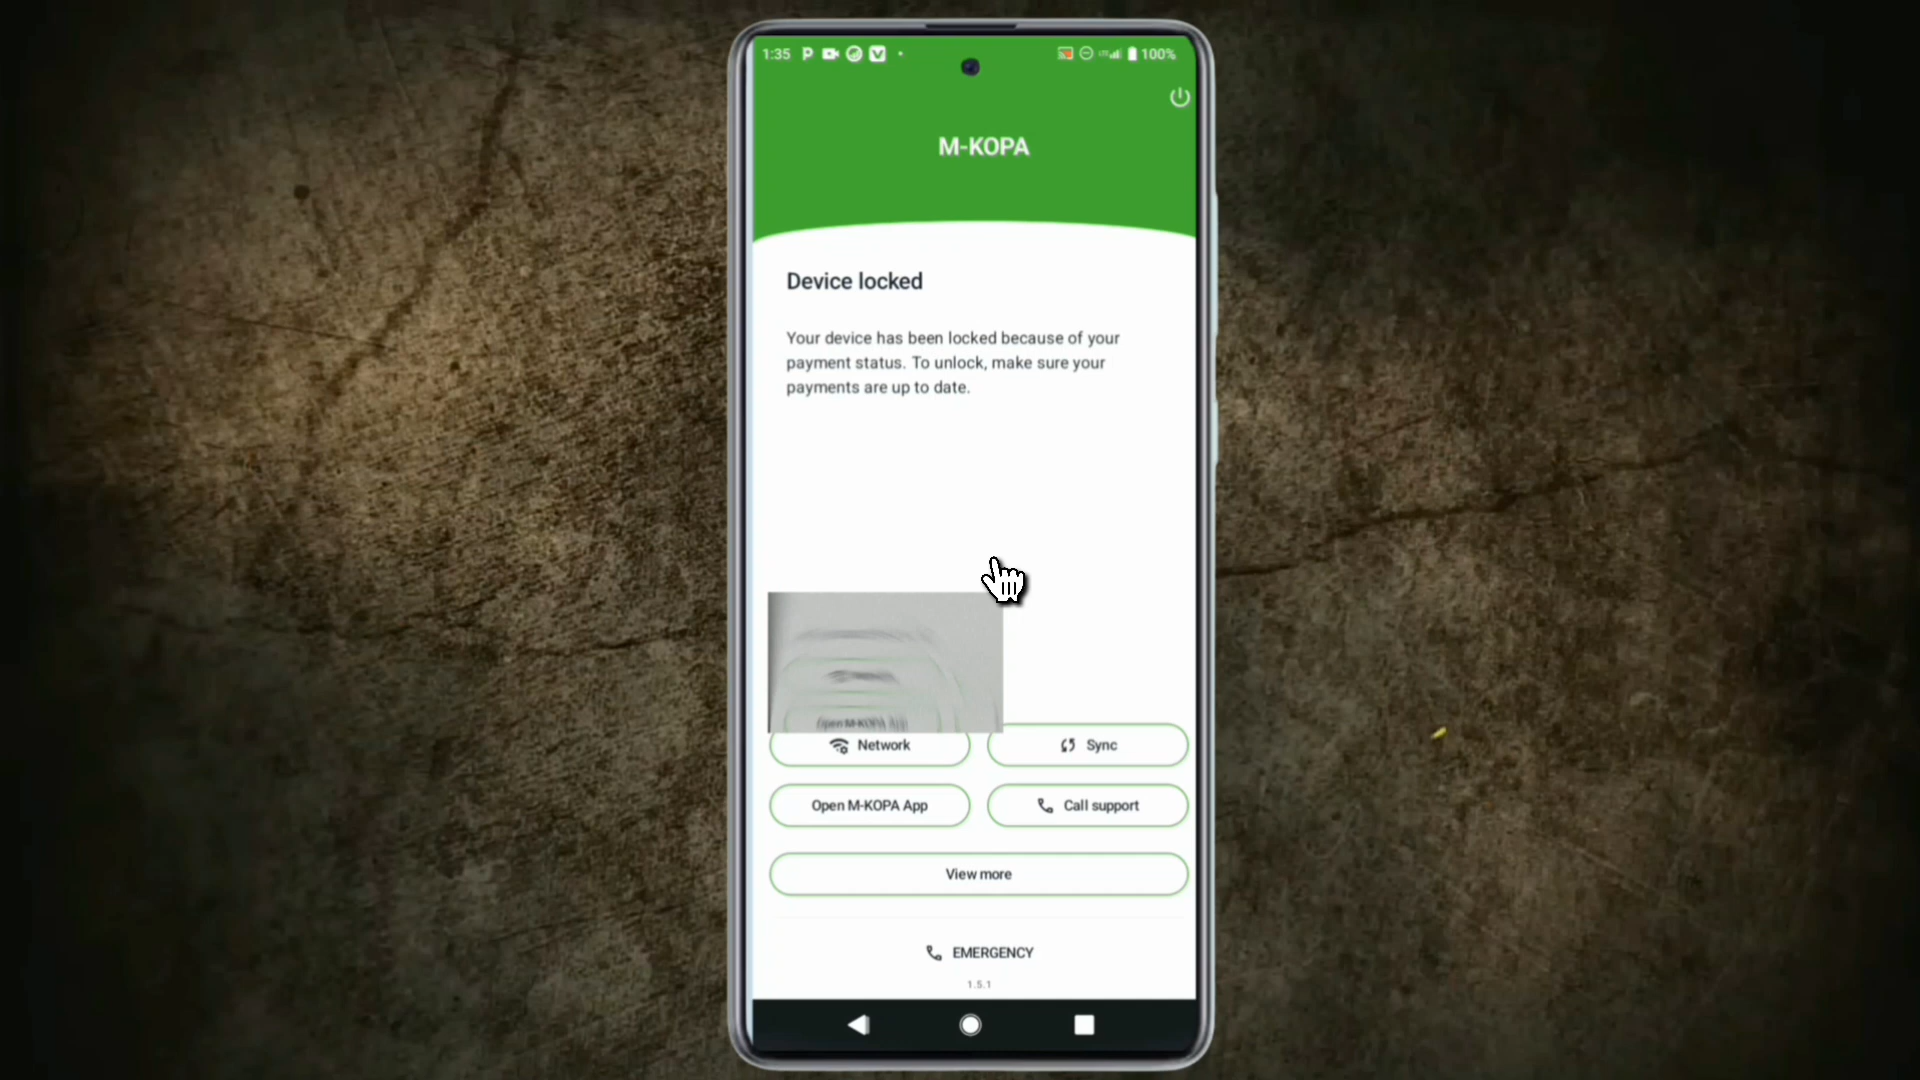 1:35
100%
M-KOPA
Device locked
Your device has been locked because of your
payment status. To unlock, make sure your
payments are up to date.
Open M-KOPA
Network
Sync
Open M-KOPA App
Call support
View more
EMERGENCY
1.5.1